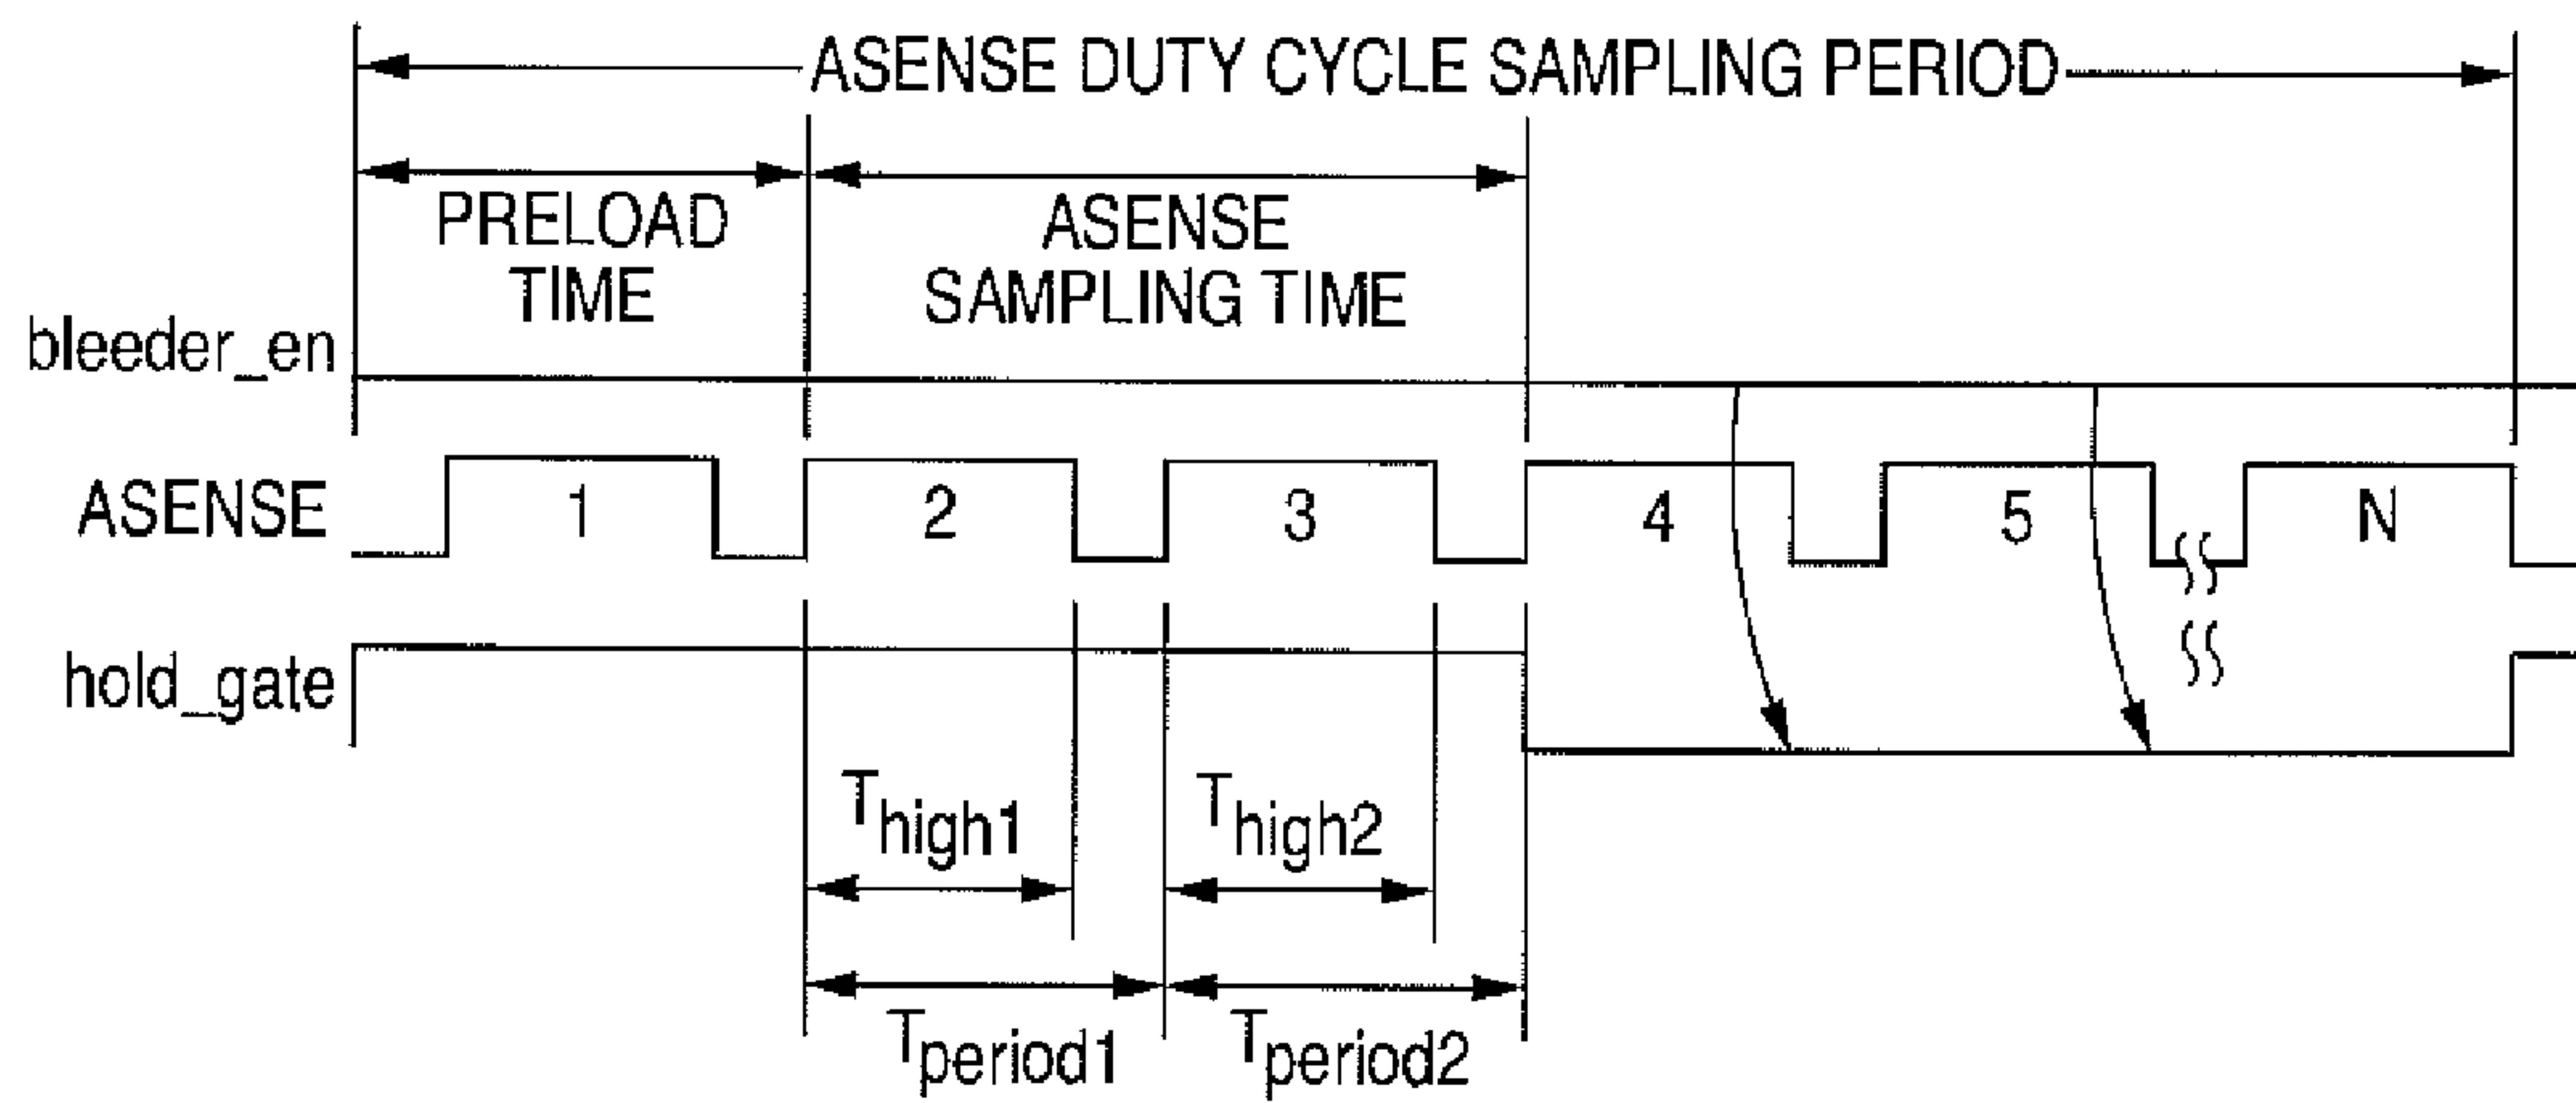 ASENSE DUTY CYCLE SAMPLING PERIOD
PRELOAD
TIME
ASENSE
SAMPLING TIME
bleeder_en
ASENSE
1
2
3
4
5
N
hold_gate
Thigh1
Thigh2
Tperiod1
Tperiod2